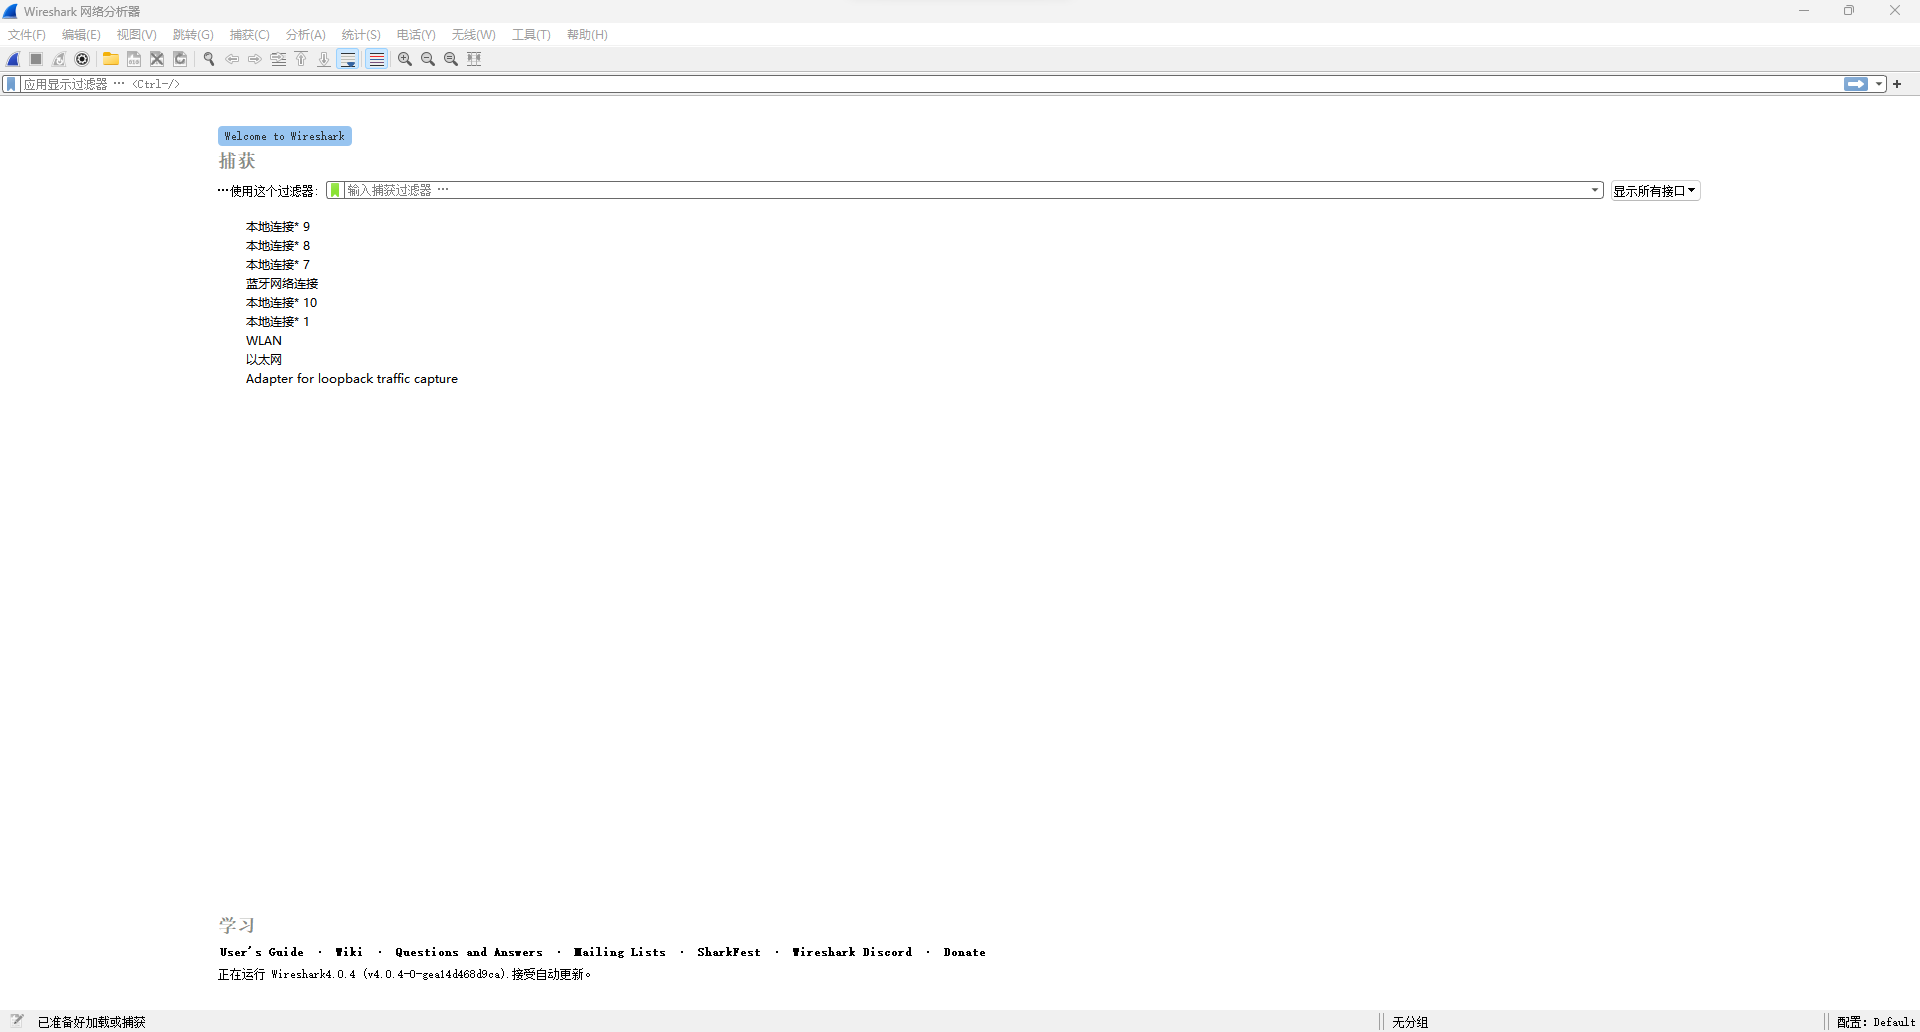 Wireshark 网络分析器
文件(F) 编辑(E) 视图(V) 跳转(G) 捕获(C) 分析(A) 统计(S) 电话(Y) 无线(W) 工具(T) 帮助(H)
应用显示过滤器 … <Ctrl-/>
Welcome to Wireshark
捕获
…使用这个过滤器: 输入捕获过滤器 … 显示所有接口
本地连接* 9
本地连接* 8
本地连接* 7
蓝牙网络连接
本地连接* 10
本地连接* 1
WLAN
以太网
Adapter for loopback traffic capture
学习
User's Guide · Wiki · Questions and Answers · Mailing Lists · SharkFest · Wireshark Discord · Donate
正在运行 Wireshark4.0.4 (v4.0.4-0-gea14d468d9ca).接受自动更新。
已准备好加载或捕获 无分组 配置: Default